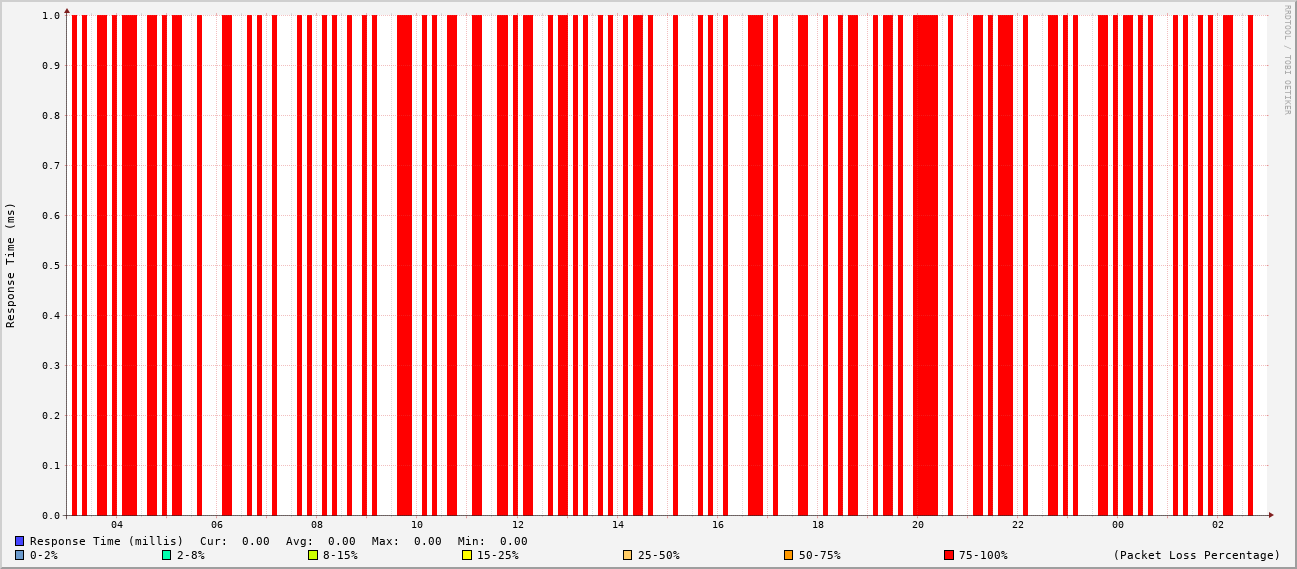 RRDTOOL / TOBI OETIKER
Response Time (ms)
1.0
0.9
0.8
0.7
0.6
0.5
0.4
0.3
0.2
0.1
0.0
04 06 08 10 12 14 16 18 20 22 00 02
Response Time (millis) Cur: 0.00 Avg: 0.00 Max: 0.00 Min: 0.00
0-2% 2-8% 8-15% 15-25% 25-50% 50-75% 75-100% (Packet Loss Percentage)